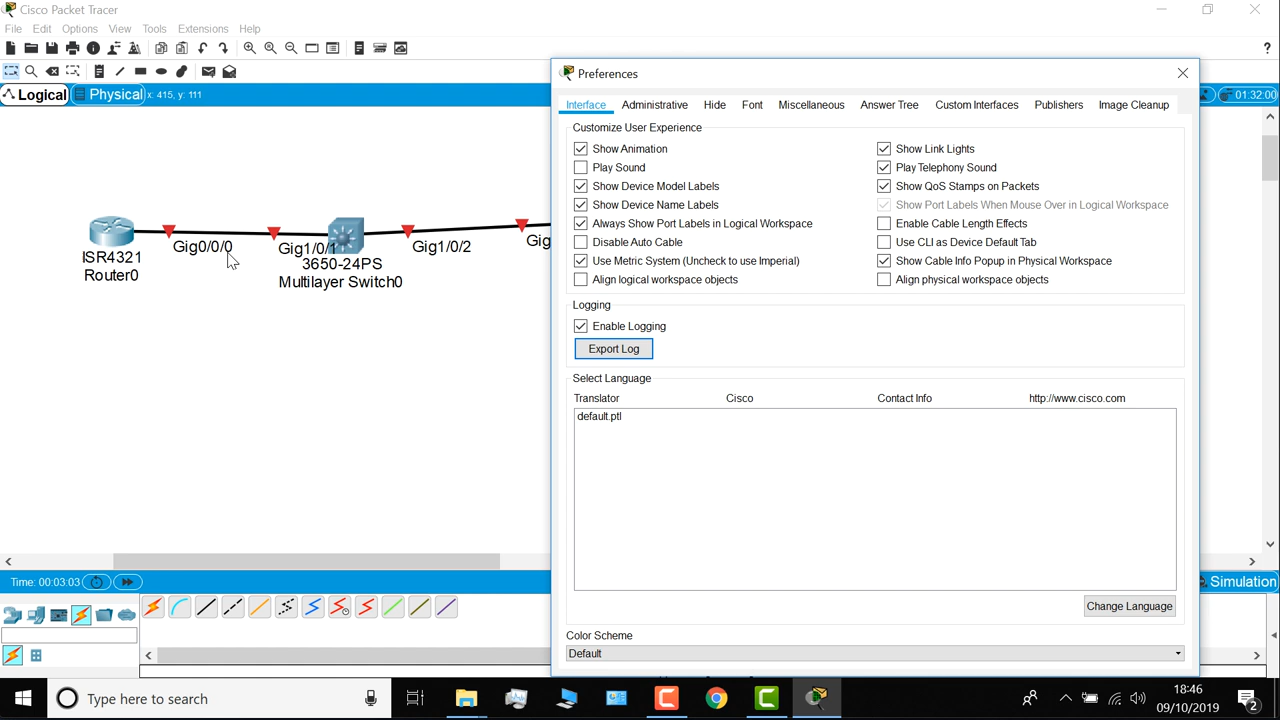 Cisco Packet Tracer
File Edit Options View Tools Extensions Help
?
Logical Physical x: 415, y: 111
01:32:00
Gig0/0/0
Gig1/0/1
Gig1/0/2
Gig
ISR4321
Router0
3650-24PS
Multilayer Switch0
Preferences
Interface Administrative Hide Font Miscellaneous Answer Tree Custom Interfaces Publishers Image Cleanup
Customize User Experience
Show Animation Show Link Lights
Play Sound Play Telephony Sound
Show Device Model Labels Show QoS Stamps on Packets
Show Device Name Labels Show Port Labels When Mouse Over in Logical Workspace
Always Show Port Labels in Logical Workspace Enable Cable Length Effects
Disable Auto Cable Use CLI as Device Default Tab
Use Metric System (Uncheck to use Imperial) Show Cable Info Popup in Physical Workspace
Align logical workspace objects Align physical workspace objects
Logging
Enable Logging
Export Log
Select Language
Translator Cisco Contact Info http://www.cisco.com
default.ptl
Change Language
Color Scheme
Default
Time: 00:03:03
Simulation
Type here to search
18:46
09/10/2019
2